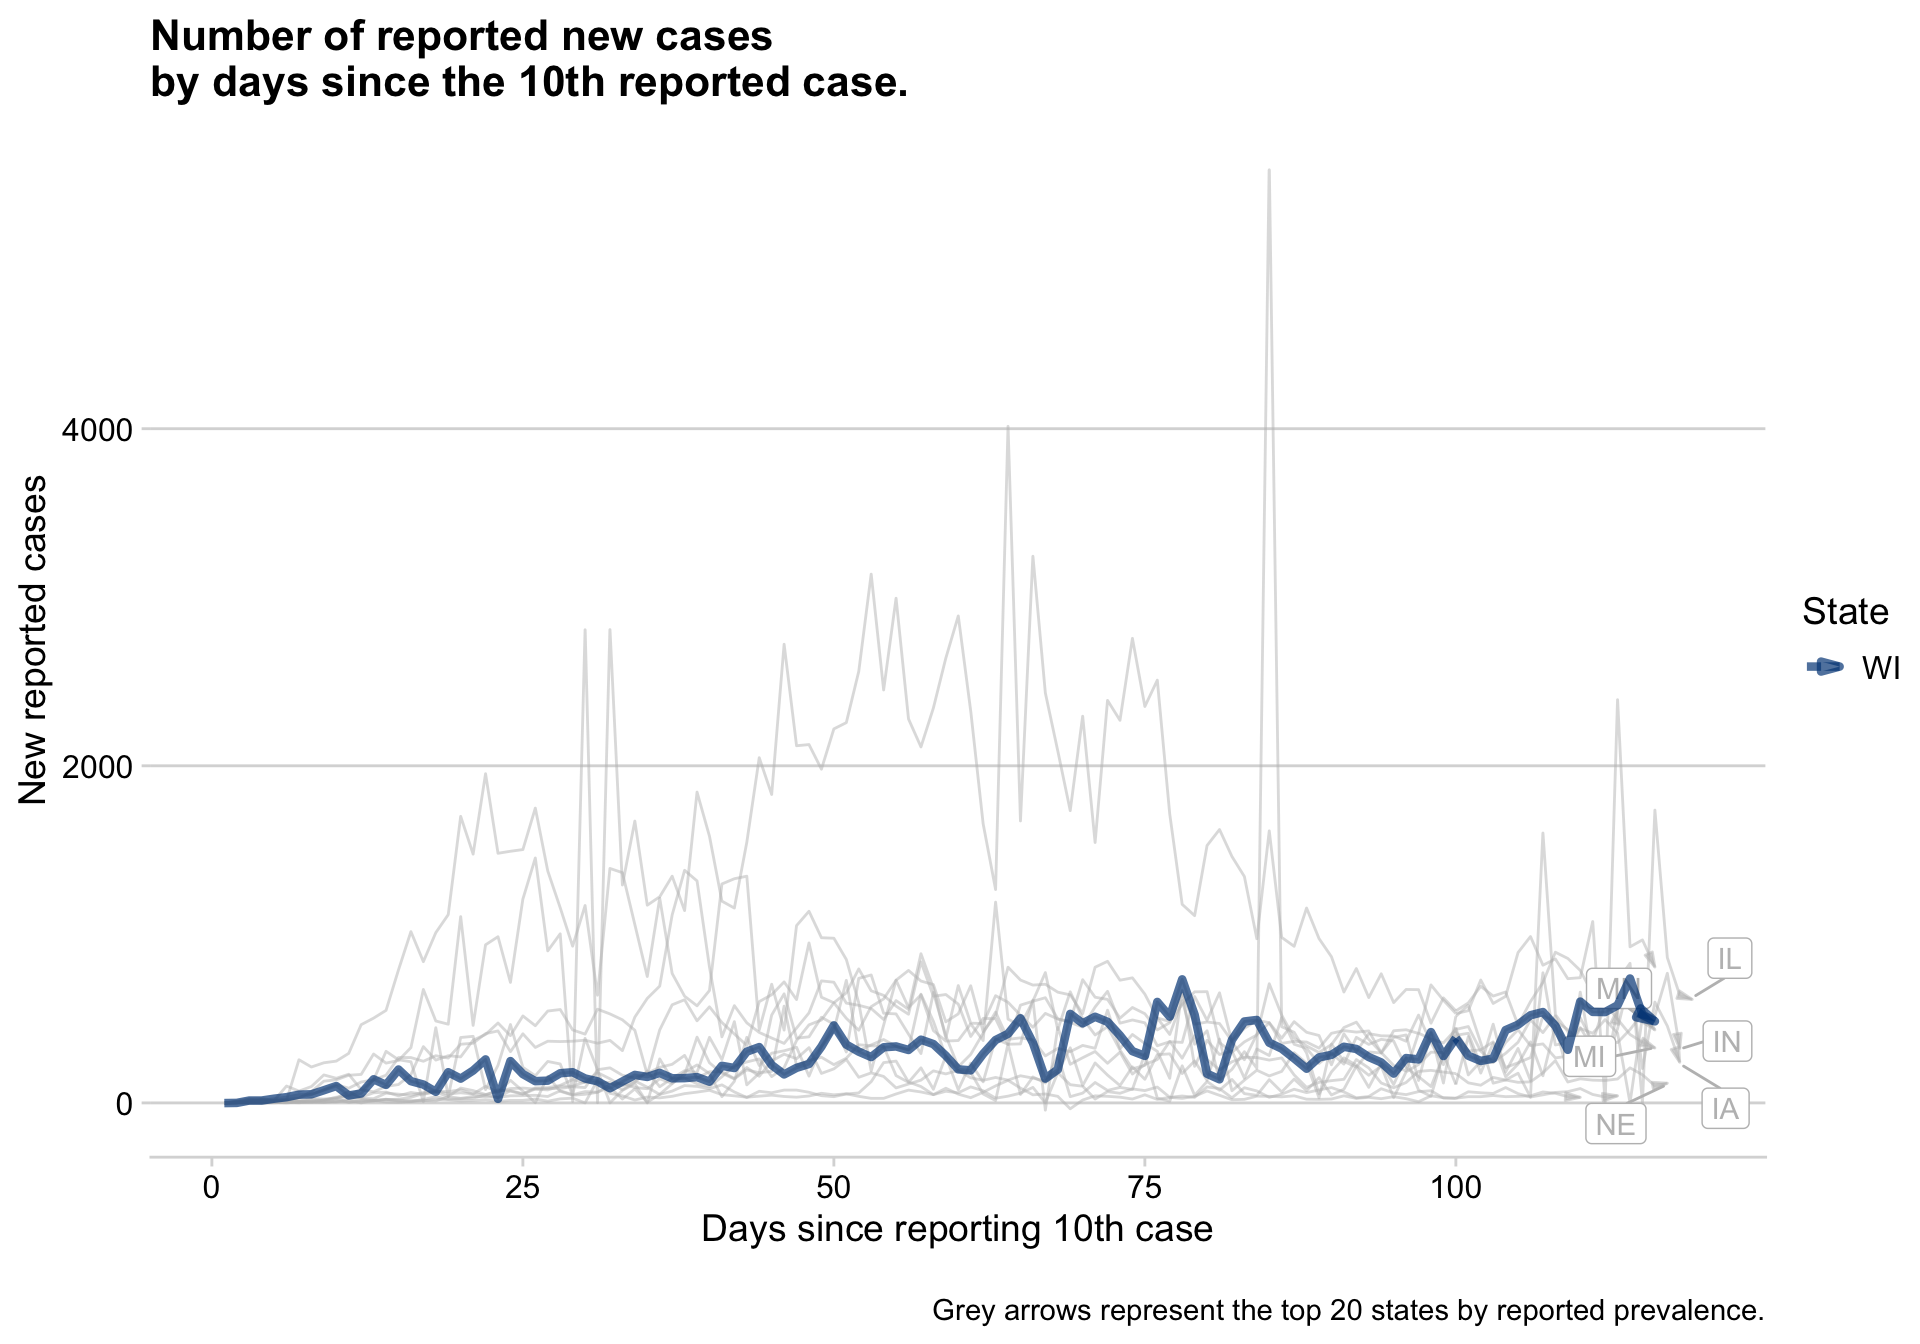 Number of reported new cases
by days since the 10th reported case.
New reported cases
4000
2000
0
0
25
50
75
100
Days since reporting 10th case
IL
IN
MI
IA
NE
State
WI
Grey arrows represent the top 20 states by reported prevalence.